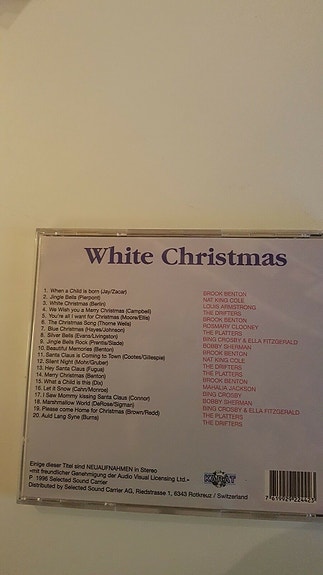 White Christmas
1. When a Child is born (Jay/Zacar) BROOK BENTON
2. Jingle Bells (Pierpont) NAT KING COLE
3. White Christmas (Berlin) LOUIS ARMSTRONG
4. We Wish you a Merry Christmas (Campbell) THE DRIFTERS
5. You're all I want for Christmas (Moore/Ellis) BROOK BENTON
6. The Christmas Song (Thorne Wells) ROSMARY CLOONEY
7. Blue Christmas (Hayes/Johnson) THE PLATTERS
8. Silver Bells (Evans/Livingston) BING CROSBY & ELLA FITZGERALD
9. Jingle Bells Rock (Prentis/Slade) BOBBY SHERMAN
10. Beautiful Memories (Benton) BROOK BENTON
11. Santa Claus is Coming to Town (Cootes/Gillespie) NAT KING COLE
12. Silent Night (Mohr/Gruber) THE DRIFTERS
13. Hey Santa Claus (Fugua) THE PLATTERS
14. Merry Christmas (Benton) BROOK BENTON
15. What a Child is this (Dix) MAHALIA JACKSON
16. Let it Snow (Cahn/Monroe) BING CROSBY
17. I Saw Mommy kissing Santa Claus (Connor) BOBBY SHERMAN
18. Marshmallow World (DeRose/Sigman) BING CROSBY & ELLA FITZGERALD
19. Please come Home for Christmas (Brown/Redd) THE PLATTERS
20. Auld Lang Syne (Burns) THE DRIFTERS
Einige dieser Titel sind NEUAUFNAHMEN in Stereo
«mit freundlicher Genehmigung der Audio Visual Licensing Ltd.»
P 1998 Selected Sound Carrier
Distributed by Selected Sound Carrier AG, Riedstrasse 1, 6343 Rotkreuz / Switzerland